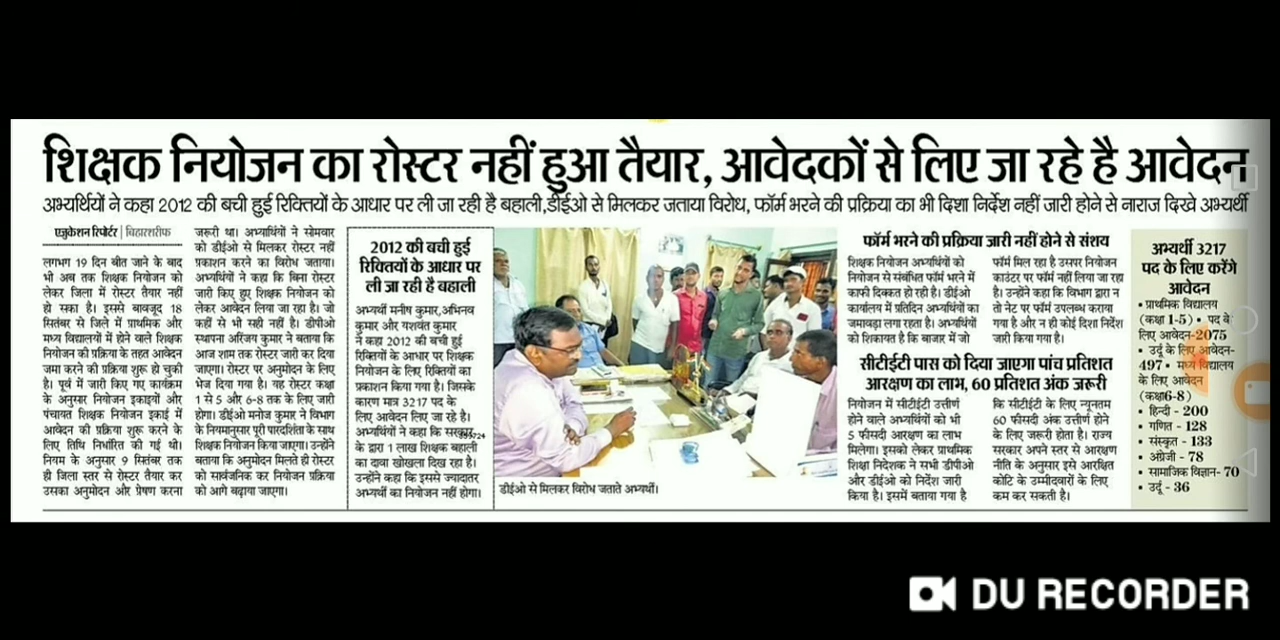 शिक्षक नियोजन का रोस्टर नहीं हुआ तैयार, आवेदकों से लिए जा रहे है आवेदन
अभ्यर्थियों ने कहा 2012 की बची हुई रिक्तियों के आधार पर ली जा रही है बहाली,डीईओ से मिलकर जताया विरोध, फॉर्म भरने की प्रक्रिया का भी दिशा निर्देश नहीं जारी होने से नाराज दिखे अभ्यर्थी
एजुकेशन रिपोर्टर | बिहारशरीफ
लगभग 19 दिन बीत जाने के बाद
भी अब तक शिक्षक नियोजन को
लेकर जिला में रोस्टर तैयार नहीं
हो सका है। इससे बावजूद 18
सितंबर से जिले में प्राथमिक और
मध्य विद्यालयों में होने वाले शिक्षक
नियोजन की प्रक्रिया के तहत आवेदन
जमा करने की प्रक्रिया शुरू हो चुकी
है। पूर्व में जारी किए गए कार्यक्रम
के अनुसार नियोजन इकाइयों और
पंचायत शिक्षक नियोजन इकाई में
आवेदन की प्रक्रिया शुरू करने के
लिए तिथि निर्धारित की गई थी।
नियम के अनुसार 9 सितंबर तक
ही जिला स्तर से रोस्टर तैयार कर
उसका अनुमोदन और प्रेषण करना
जरूरी था। अभ्यार्थियों ने सोमवार
को डीईओ से मिलकर रोस्टर नहीं
प्रकाशन करने का विरोध जताया।
अभ्यर्थियों ने कहा कि बिना रोस्टर
जारी किए हुए शिक्षक नियोजन को
लेकर आवेदन लिया जा रहा है। जो
कहीं से भी सही नहीं है। डीपीओ
स्थापना अरिंजय कुमार ने बताया कि
आज शाम तक रोस्टर जारी कर दिया
जाएगा। रोस्टर पर अनुमोदन के लिए
भेज दिया गया है। यह रोस्टर कक्षा
1 से 5 और 6-8 तक के लिए जारी
होगा। डीईओ मनोज कुमार ने विभाग
के नियमानुसार पूरी पारदर्शिता के साथ
शिक्षक नियोजन किया जाएगा। उन्होंने
बताया कि अनुमोदन मिलते ही रोस्टर
को सार्वजनिक कर नियोजन प्रक्रिया
को आगे बढ़ाया जाएगा।
2012 की बची हुई
रिक्तियों के आधार पर
ली जा रही है बहाली
अभ्यर्थी मनीष कुमार,अभिनव
कुमार और यशवंत कुमार
ने कहा 2012 की बची हुई
रिक्तियों के आधार पर शिक्षक
नियोजन के लिए रिक्तियों का
प्रकाशन किया गया है। जिसके
कारण मात्र 3217 पद के
लिए आवेदन लिए जा रहे है।
अभ्यर्थियों ने कहा कि सरकार
के द्वारा 1 लाख शिक्षक बहाली
का दावा खोखला दिख रहा है।
उन्होंने कहा कि इससे ज्यादातर
अभ्यर्थी का नियोजन नहीं होगा।
डीईओ से मिलकर विरोध जताते अभ्यर्थी।
फॉर्म भरने की प्रक्रिया जारी नहीं होने से संशय
शिक्षक नियोजन अभ्यर्थियों को
नियोजन से संबंधित फॉर्म भरने में
काफी दिक्कत हो रही है। डीईओ
कार्यालय में प्रतिदिन अभ्यर्थियों का
जमावड़ा लगा रहता है। अभ्यर्थियों
की शिकायत है कि बाजार में जो
फॉर्म मिल रहा है उसपर नियोजन
काउंटर पर फॉर्म नहीं लिया जा रहा
है। उन्होंने कहा कि विभाग द्वारा न
तो नेट पर फॉर्म उपलब्ध कराया
गया है और न ही कोई दिशा निर्देश
जारी किया गया है।
सीटीईटी पास को दिया जाएगा पांच प्रतिशत
आरक्षण का लाभ, 60 प्रतिशत अंक जरूरी
नियोजन में सीटीईटी उत्तीर्ण
होने वाले अभ्यर्थियों को भी
5 फीसदी आरक्षण का लाभ
मिलेगा। इसको लेकर प्राथमिक
शिक्षा निदेशक ने सभी डीपीओ
और डीईओ को निर्देश जारी
किया है। इसमें बताया गया है
कि सीटीईटी के लिए न्यूनतम
60 फीसदी अंक उत्तीर्ण होने
के लिए जरूरी होता है। राज्य
सरकार अपने स्तर से आरक्षण
नीति के अनुसार इसे आरक्षित
कोटि के उम्मीदवारों के लिए
कम कर सकती है।
अभ्यर्थी 3217
पद के लिए करेंगे
आवेदन
• प्राथमिक विद्यालय
(कक्षा 1-5) • पद के
लिए आवेदन-2075
• उर्दू के लिए आवेदन-
497 • मध्य विद्यालय
के लिए आवेदन
(कक्षा6-8)
• हिन्दी - 200
• गणित - 128
• संस्कृत - 133
• अंग्रेजी - 78
• सामाजिक विज्ञान- 70
• उर्दू - 36
DU RECORDER